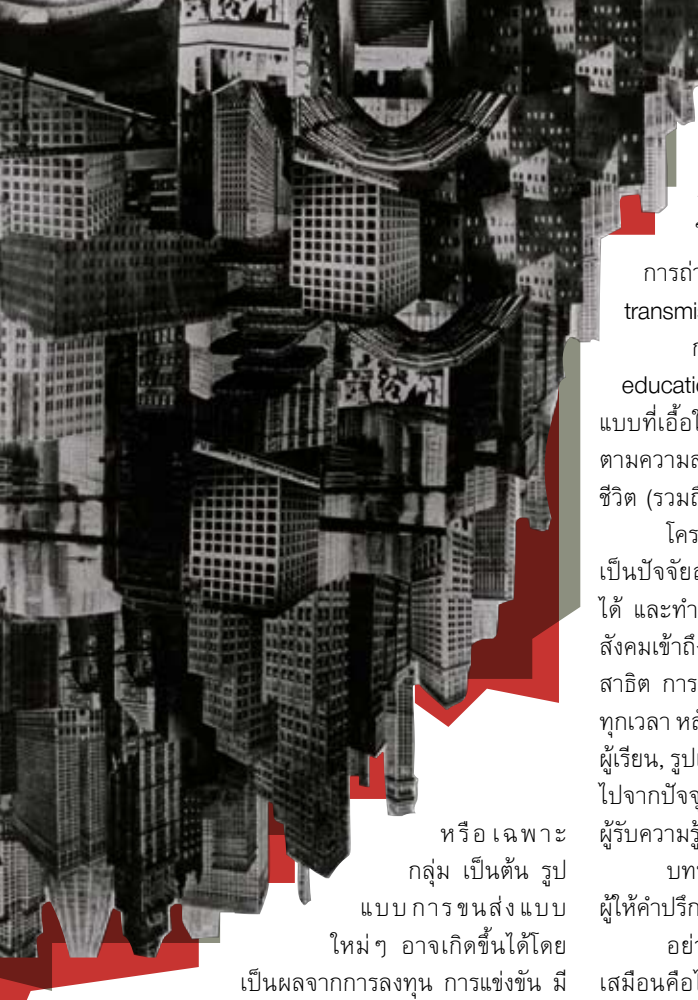 หรือ เฉพาะ
กลุ่ม เป็นต้น รูป
แบบการขนส่งแบบ
ใหม่ๆ อาจเกิดขึ้นได้โดย
เป็นผลจากการลงทุน การแข่งขัน มี
การถ่
transmi
ก
educatio
แบบที่เอื้อใ
ตามความส
ชีวิต (รวมถึ
โคร
เป็นปัจจัยส
ได้ และทำ
สังคมเข้าถึ
สาธิต การ
ทุกเวลา หลั
ผู้เรียน, รูปแ
ไปจากปัจจุ
ผู้รับความรู้
บท
ผู้ให้คำปรึก
อย่า
เสมือนคือไ